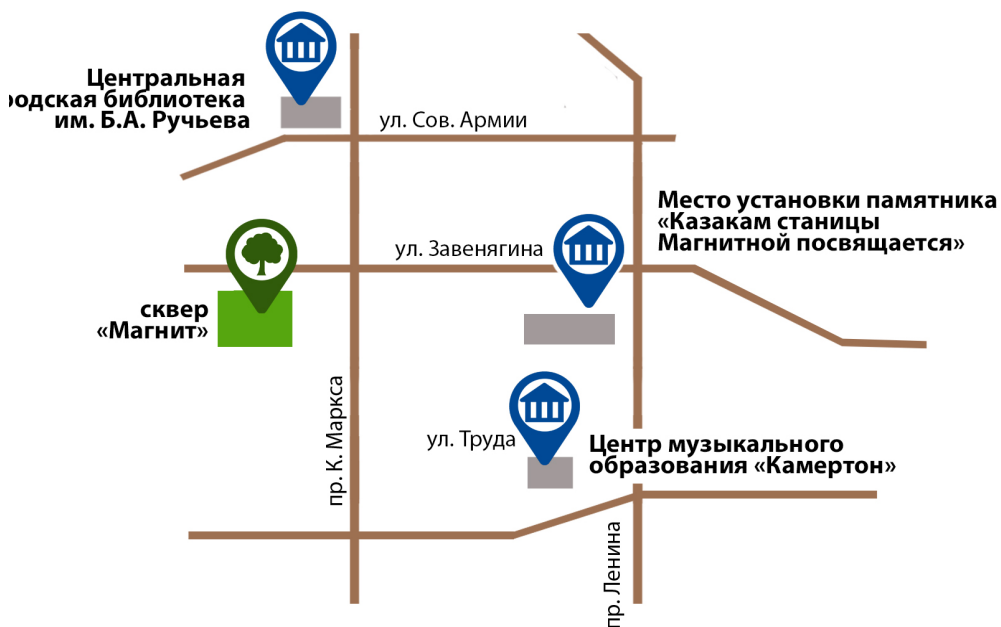 Центральная
родская библиотека
им. Б.А. Ручьева
ул. Сов. Армии
Место установки памятника
«Казакам станицы
Магнитной посвящается»
ул. Завенягина
сквер
«Магнит»
пр. К. Маркса
ул. Труда
Центр музыкального
образования «Камертон»
пр. Ленина